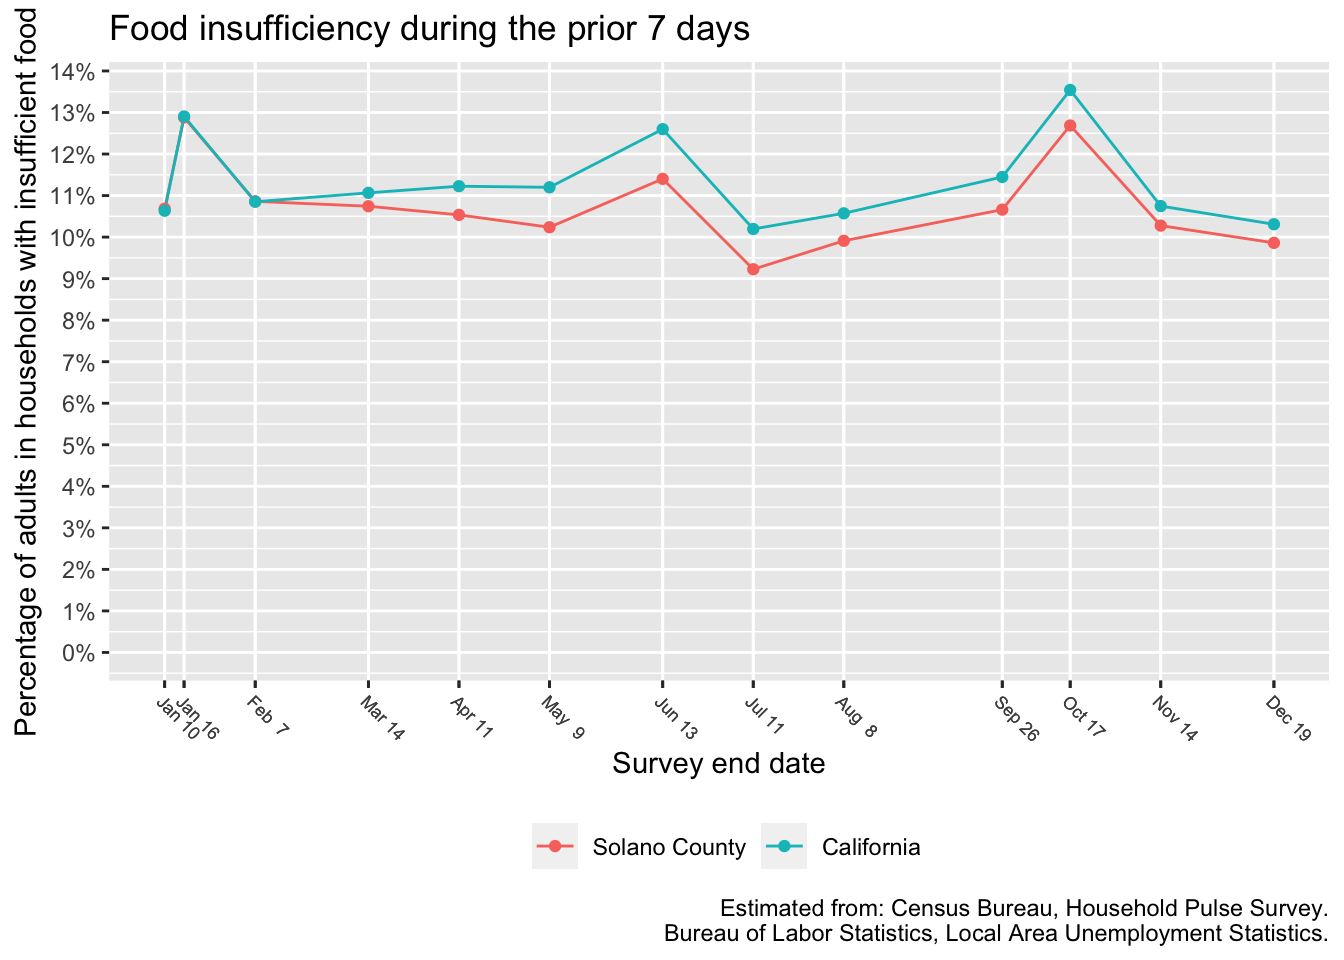 Food insufficiency during the prior 7 days
Percentage of adults in households with insufficient food
14%
13%
12%
11%
10%
9%
8%
7%
6%
5%
4%
3%
2%
1%
0%
Jan 10
Jan 16
Feb 7
Mar 14
Apr 11
May 9
Jun 13
Jul 11
Aug 8
Sep 26
Oct 17
Nov 14
Dec 19
Survey end date
Solano County
California
Estimated from: Census Bureau, Household Pulse Survey.
Bureau of Labor Statistics, Local Area Unemployment Statistics.